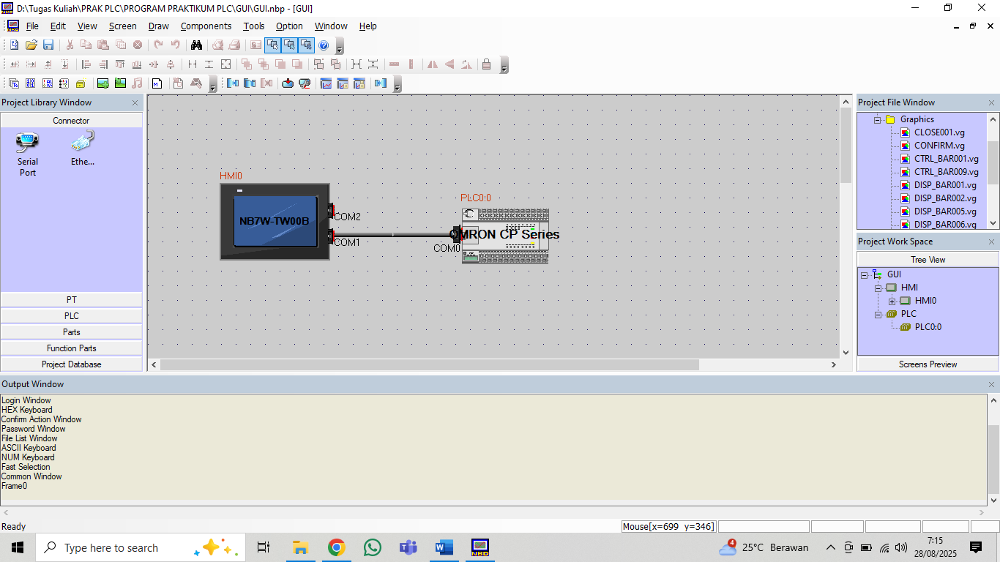 D:\Tugas Kuliah\PRAK PLC\PROGRAM PRAKTIKUM PLC\GUI\GUI.nbp - [GUI]
File Edit View Screen Draw Components Tools Option Window Help
Project Library Window
Connector
Serial Port
Ethe...
PT
PLC
Parts
Function Parts
Project Database
HMI0
NB7W-TW00B
COM2
COM1
PLC0:0
OMRON CP Series
COM0
Project File Window
Graphics
CLOSE001.vg
CONFIRM.vg
CTRL_BAR001.vg
CTRL_BAR009.vg
DISP_BAR001.vg
DISP_BAR002.vg
DISP_BAR005.vg
DISP_BAR006.vg
Project Work Space
Tree View
GUI
HMI
HMI0
PLC
PLC0:0
Screens Preview
Output Window
Login Window
HEX Keyboard
Confirm Action Window
Password Window
File List Window
ASCII Keyboard
NUM Keyboard
Fast Selection
Common Window
Frame0
Ready
Mouse[x=699 y=346]
Type here to search
4
25°C Berawan
7:15
28/08/2025
NBD